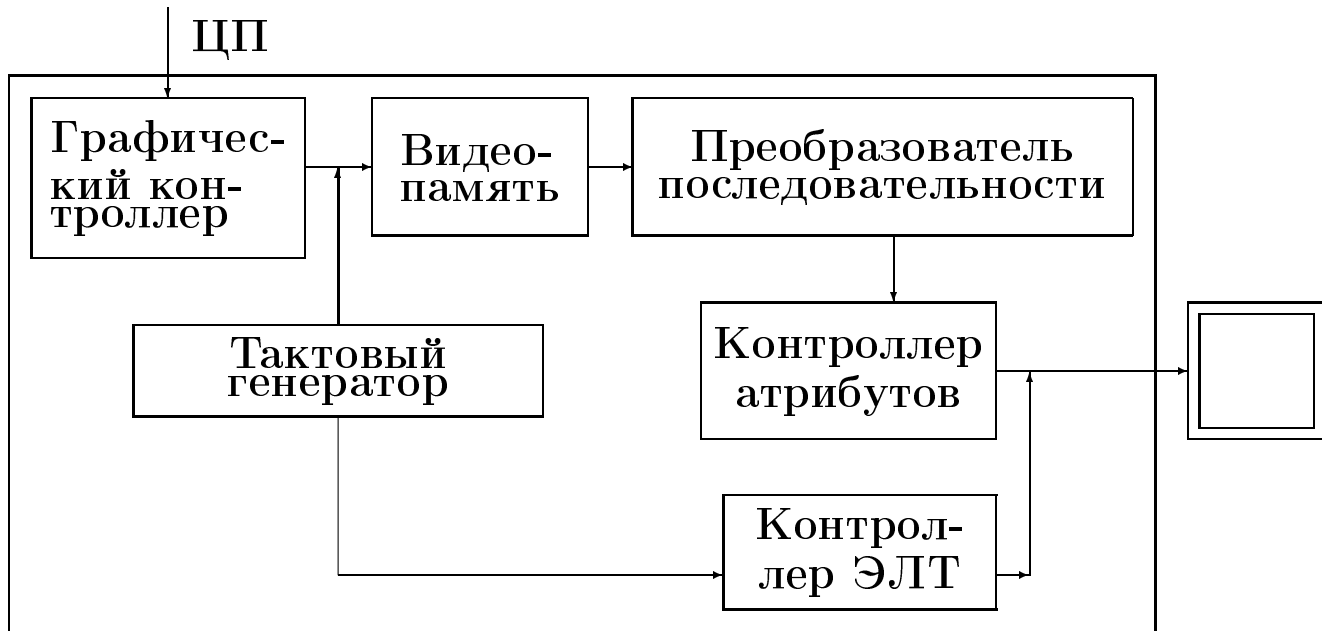 ЦП
Графичес-
кий кон-
троллер
Видео-
память
Преобразователь
последовательности
Тактовый
генератор
Контроллер
атрибутов
Контрол-
лер ЭЛТ